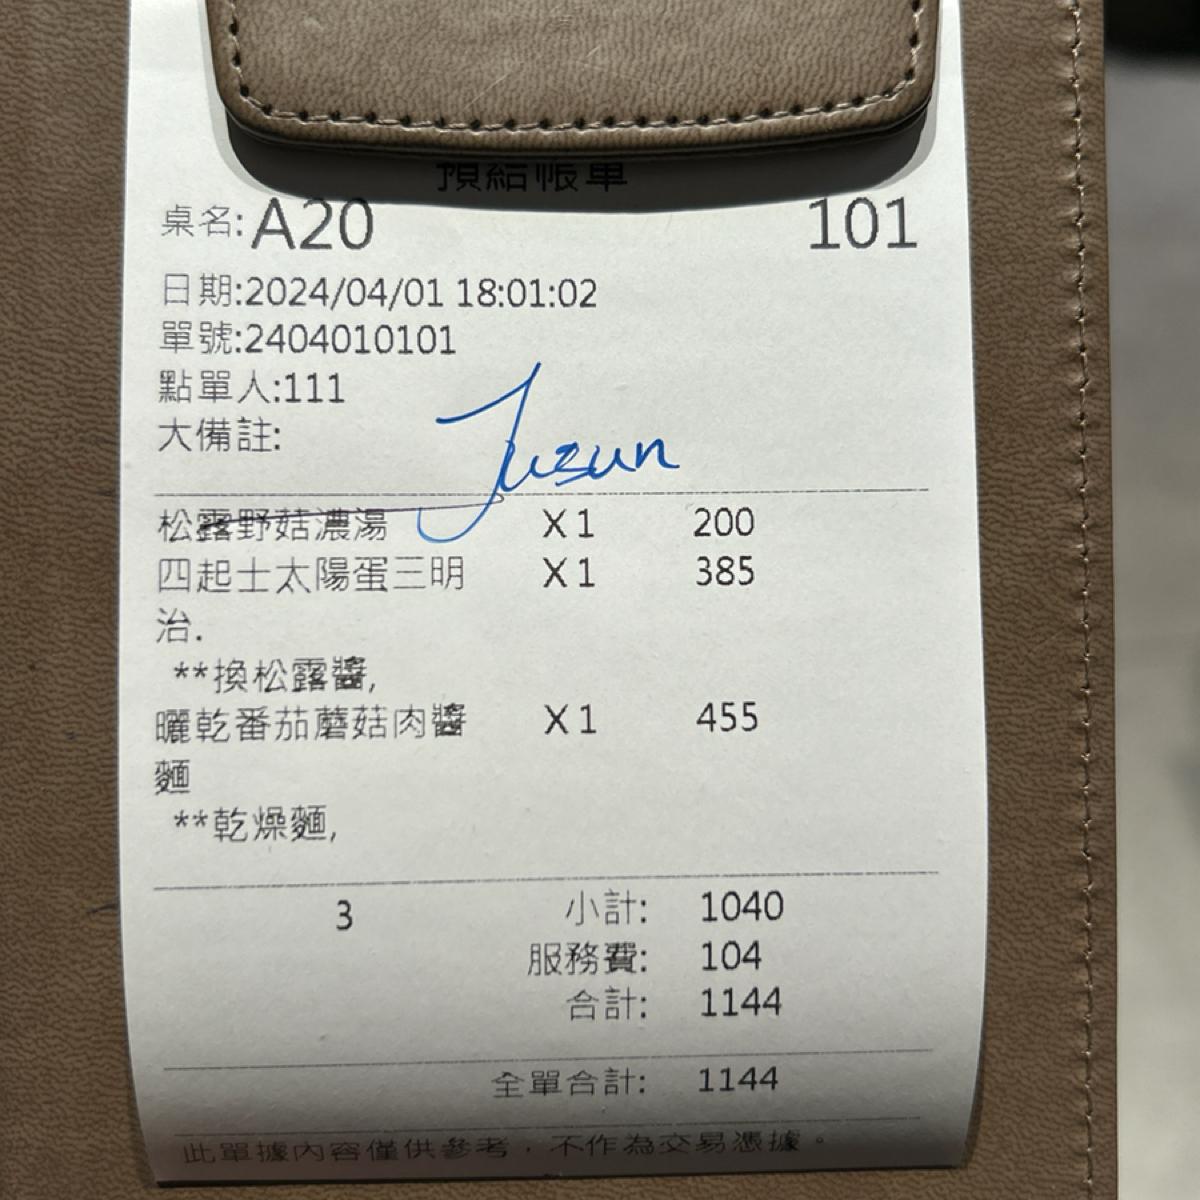 預結帳單
桌名:A20 101
日期:2024/04/01 18:01:02
單號:2404010101
點單人:111
大備註:
Juzun
松露野菇濃湯 X1 200
四起士太陽蛋三明 X1 385
治.
**換松露醬,
曬乾番茄蘑菇肉醬 X1 455
麵
**乾燥麵,
3 小計: 1040
服務費: 104
合計: 1144
全單合計: 1144
此單據內容僅供參考，不作為交易憑據。